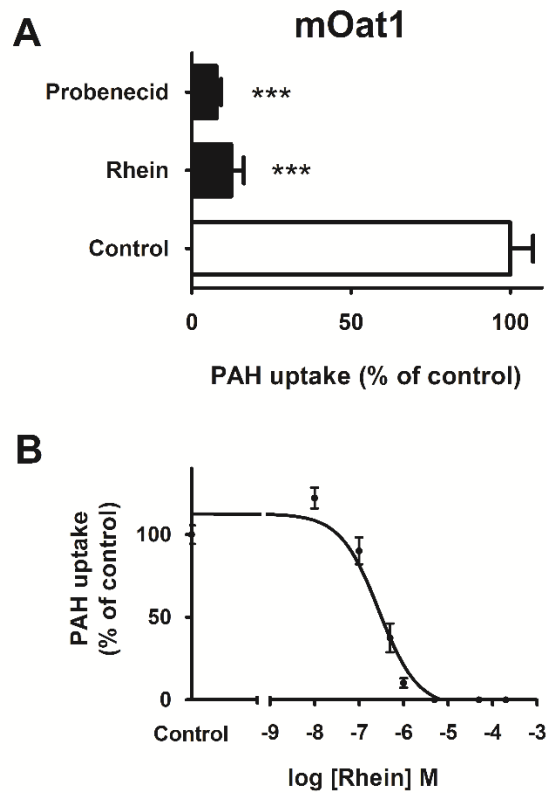 A
mOat1
Probenecid
***
Rhein
***
Control
0 50 100
PAH uptake (% of control)
B
PAH uptake
(% of control)
100
50
0
Control -9 -8 -7 -6 -5 -4 -3
log [Rhein] M